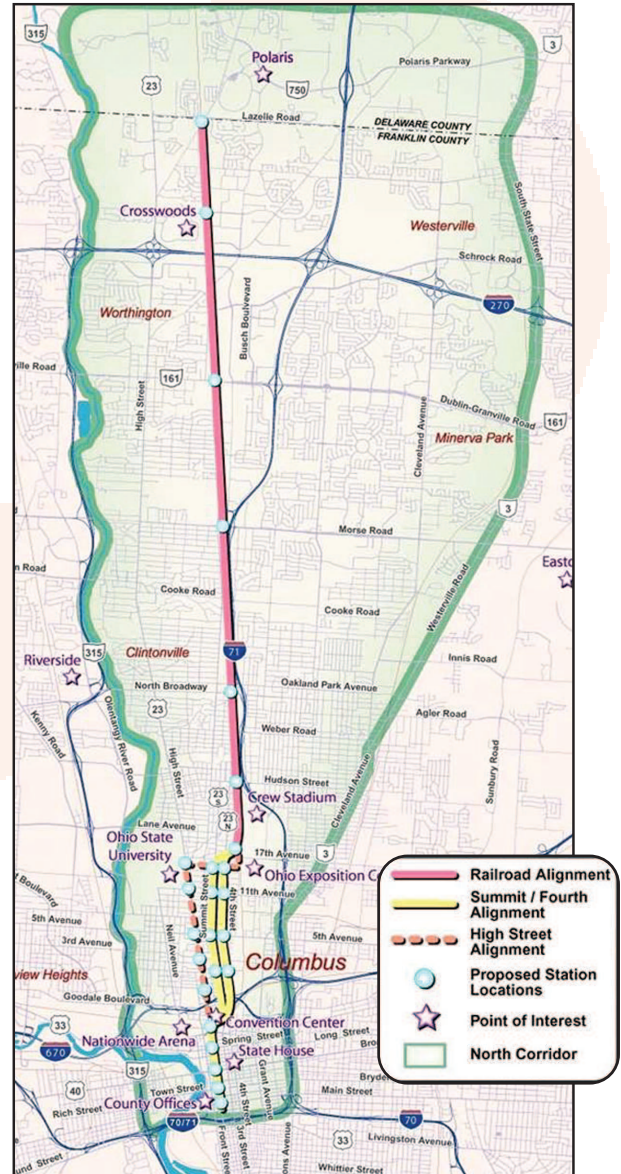 315
3
Polaris
Polaris Parkway
23
750
Lazelle Road
DELAWARE COUNTY
FRANKLIN COUNTY
South State Street
Crosswoods
Westerville
Schrock Road
270
Worthington
Busch Boulvevard
ville Road
161
High Street
Cleveland Avenue
Dublin-Granville Road
161
Minerva Park
3
Morse Road
n Road
Easto
Cooke Road
Cooke Road
Westerville Road
71
315
Clintonville
Innis Road
Riverside
North Broadway
Oakland Park Avenue
23
Kenny Road
Olentangy River Road
Agler Road
High Street
Weber Road
Sunbury Road
Hudson Street
23
S
Crew Stadium
Cleveland Avenue
23
N
Lane Avenue
Ohio State
University
17th Avenue
3
Ohio Exposition Ce
t Boulevard
Summit Street
4th Street
11th Avenue
5th Avenue
Neil Avenue
5th Avenue
3rd Avenue
Columbus
view Heights
Goodale Boulevard
Convention Center
33
Nationwide Arena
Spring Street
Long Street
Bro
670
State House
315
Grant Avenue
Bryde
40
Town Street
Main Street
Rich Street
County Offices
4th Street
70/71
70
Front Street
3rd Street
ons Avenue
33
Livingston Avenue
und Street
Whittier Street
Railroad Alignment
Summit / Fourth
Alignment
High Street
Alignment
Proposed Station
Locations
Point of Interest
North Corridor